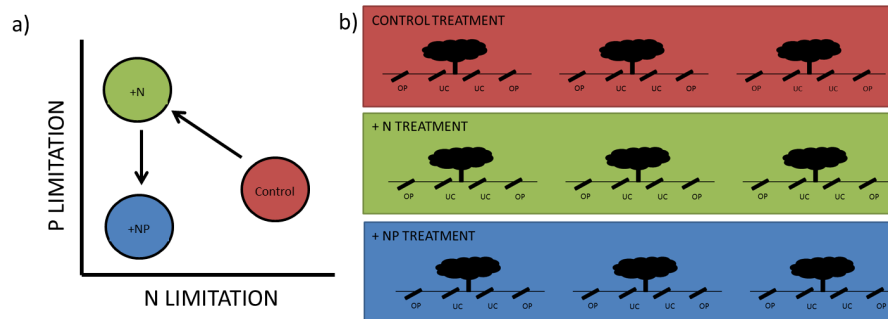 a)
P LIMITATION
+N
Control
+NP
N LIMITATION
b)
CONTROL TREATMENT
OP UC UC OP OP UC UC OP OP UC UC OP
+ N TREATMENT
OP UC UC OP OP UC UC OP OP UC UC OP
+ NP TREATMENT
OP UC UC OP OP UC UC OP OP UC UC OP